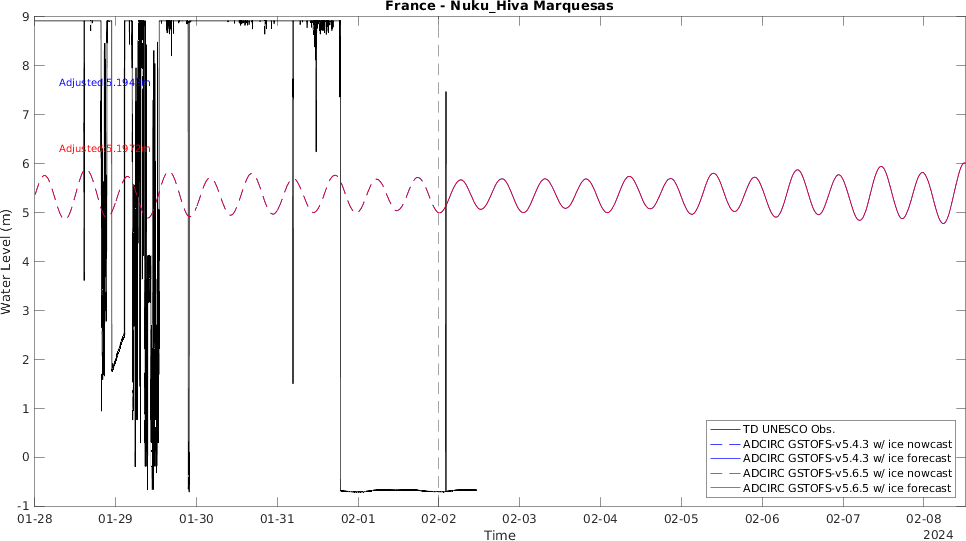 France - Nuku_Hiva Marquesas
9
8
7
6
5
4
3
2
1
0
-1
Water Level (m)
Adjusted 5.194
Adjusted 5.1972m
TD UNESCO Obs.
ADCIRC GSTOFS-v5.4.3 w/ ice nowcast
ADCIRC GSTOFS-v5.4.3 w/ ice forecast
ADCIRC GSTOFS-v5.6.5 w/ ice nowcast
ADCIRC GSTOFS-v5.6.5 w/ ice forecast
01-28 01-29 01-30 01-31 02-01 02-02 02-03 02-04 02-05 02-06 02-07 02-08
Time
2024